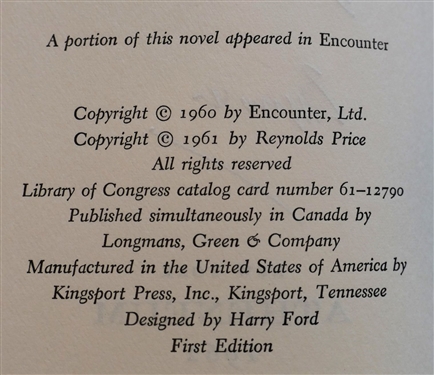 A portion of this novel appeared in Encounter
Copyright © 1960 by Encounter, Ltd.
Copyright © 1961 by Reynolds Price
All rights reserved
Library of Congress catalog card number 61–12790
Published simultaneously in Canada by
Longmans, Green & Company
Manufactured in the United States of America by
Kingsport Press, Inc., Kingsport, Tennessee
Designed by Harry Ford
First Edition